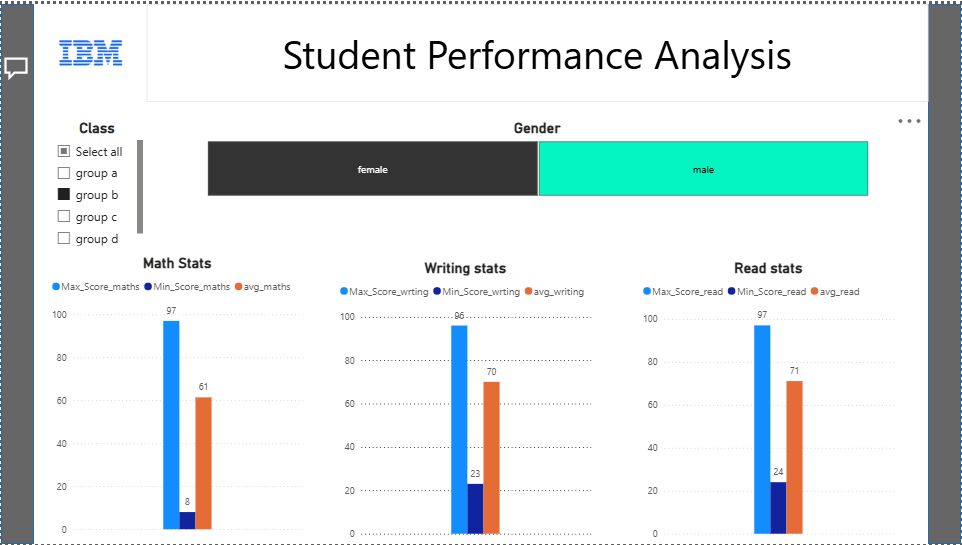 IBM
Student Performance Analysis
Class
Select all
group a
group b
group c
group d
Gender
female
male
Math Stats
Max_Score_maths Min_Score_maths avg_maths
100
80
60
40
20
0
97
8
61
Writing stats
Max_Score_wrting Min_Score_wrting avg_writing
100
80
60
40
20
0
96
23
70
Read stats
Max_Score_read Min_Score_read avg_read
100
80
60
40
20
0
97
24
71